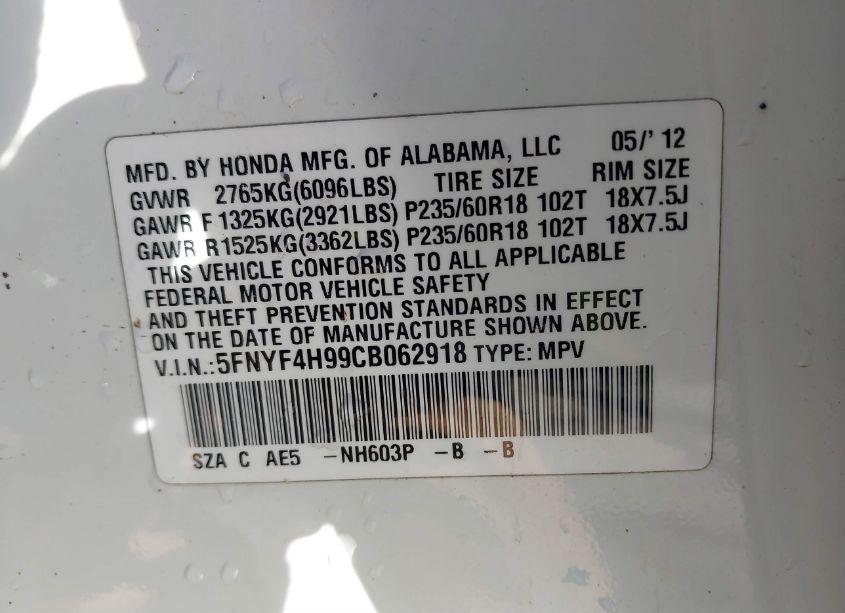 MFD. BY HONDA MFG. OF ALABAMA, LLC 05/' 12
GVWR 2765KG(6096LBS) TIRE SIZE RIM SIZE
GAWR F 1325KG(2921LBS) P235/60R18 102T 18X7.5J
GAWR R1525KG(3362LBS) P235/60R18 102T 18X7.5J
THIS VEHICLE CONFORMS TO ALL APPLICABLE
FEDERAL MOTOR VEHICLE SAFETY
AND THEFT PREVENTION STANDARDS IN EFFECT
ON THE DATE OF MANUFACTURE SHOWN ABOVE.
V.I.N.:5FNYF4H99CB062918 TYPE: MPV
SZA C AE5 -NH603P -B -B